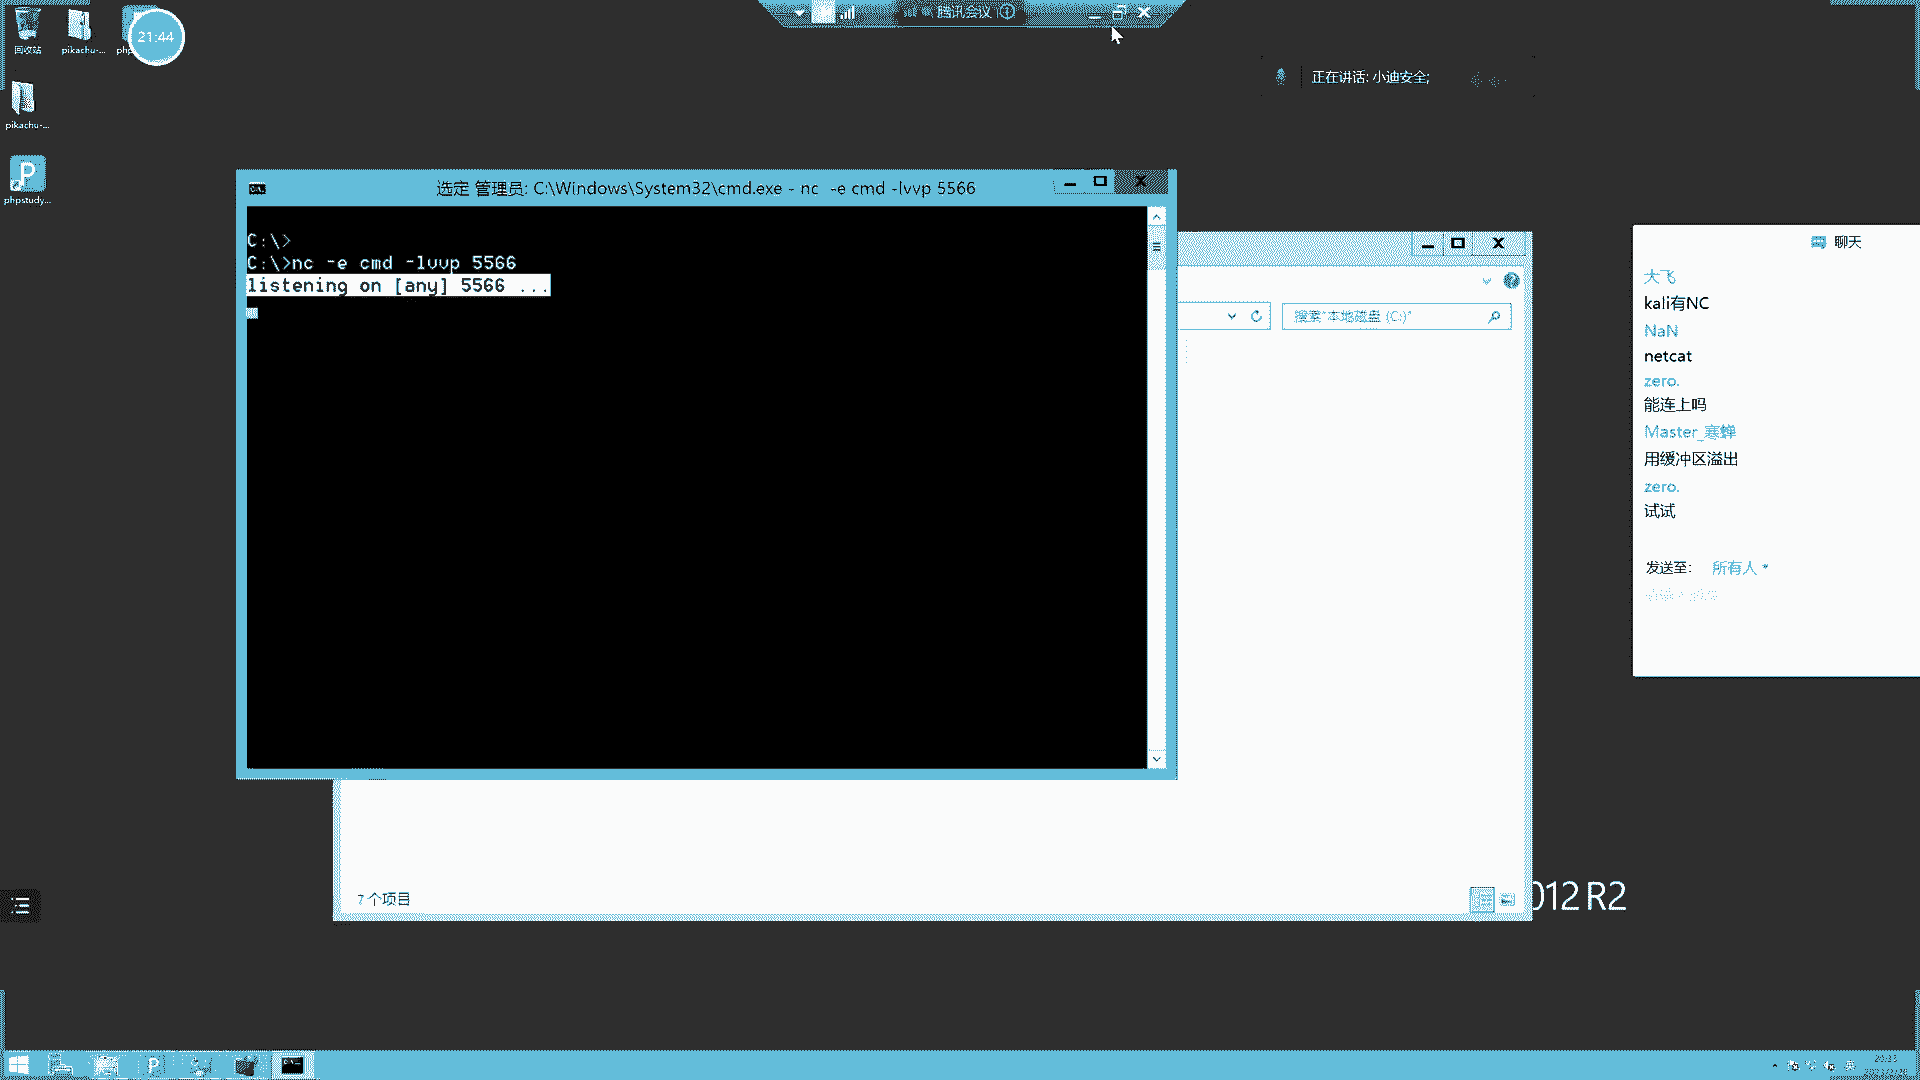 回收站
pikachu-...
php
21:44
腾讯会议
正在讲话: 小迪安全;
pikachu-...
phpstudy...
选定 管理员: C:\Windows\System32\cmd.exe - nc  -e cmd -lvvp 5566
C:\>
C:\>nc -e cmd -lvvp 5566
listening on [any] 5566 ...
搜索"本地磁盘 (C:)"
聊天
大飞
kali有NC
NaN
netcat
zero.
能连上吗
Master_寒蝉
用缓冲区溢出
zero.
试试
发送至:
所有人
7 个项目
012 R2
英